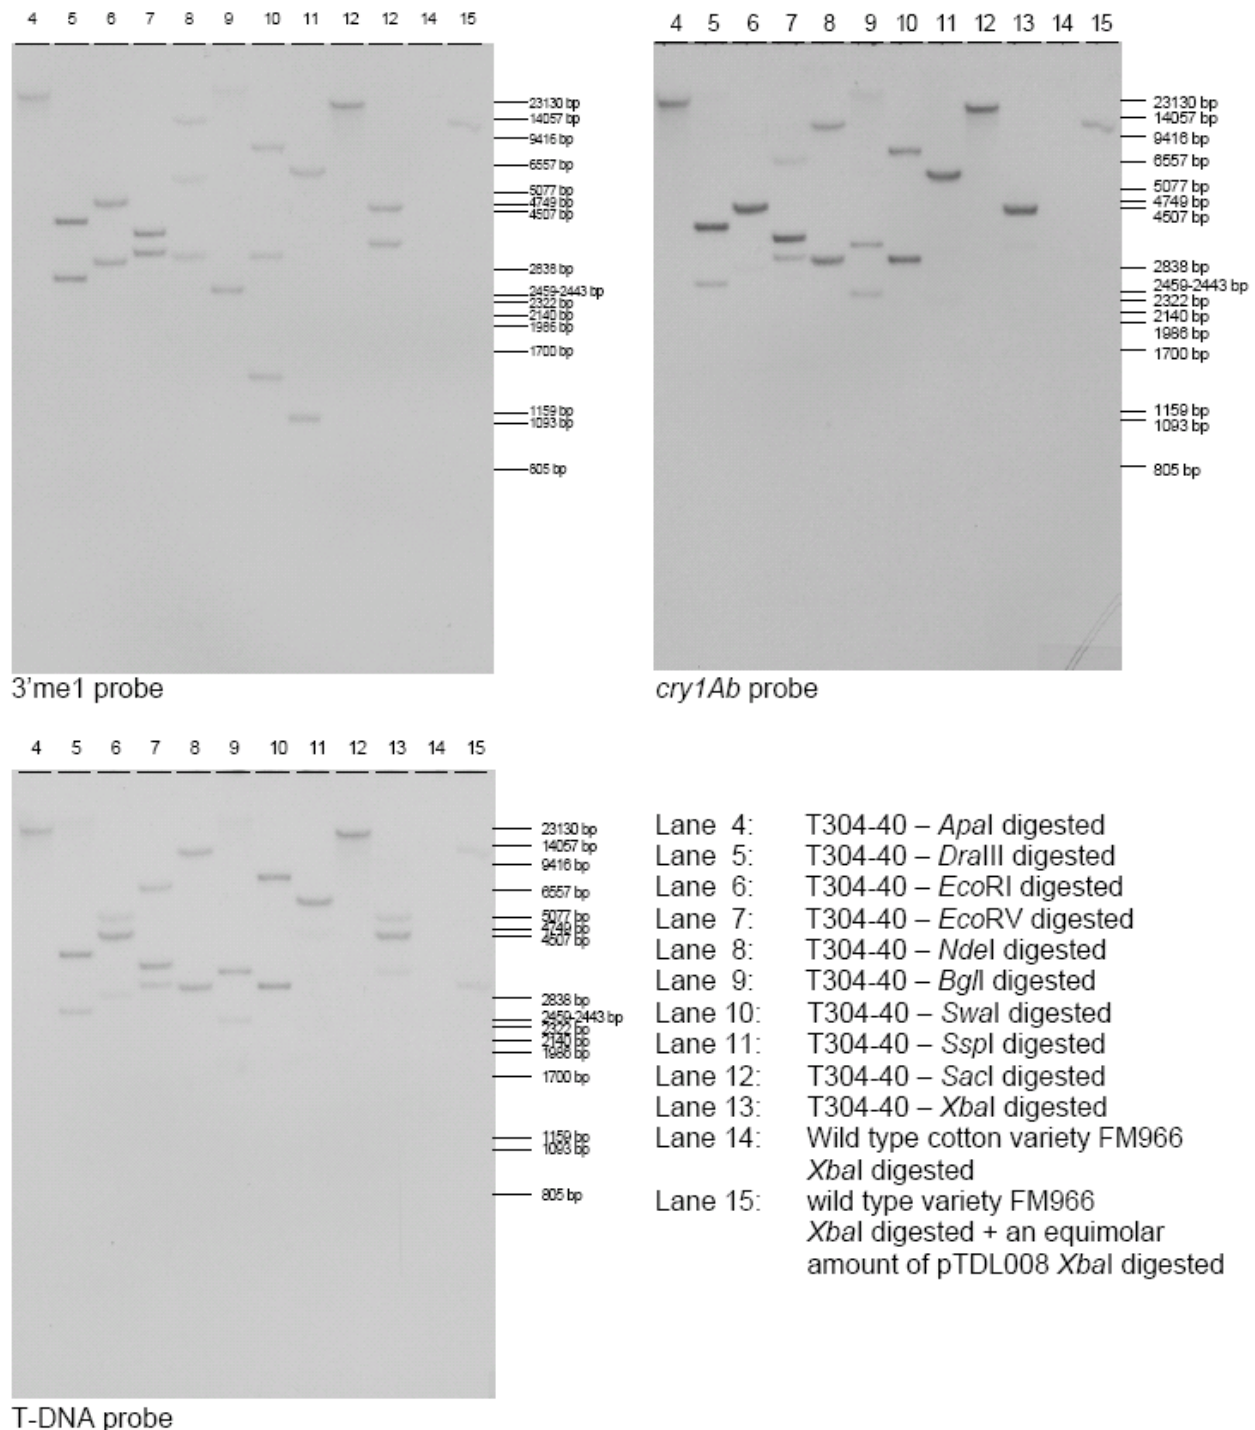 4 5 6 7 8 9 10 11 12 12 14 15
23130 bp
14057 bp
9416 bp
6557 bp
5077 bp
4749 bp
4507 bp
2838 bp
2459-2443 bp
2322 bp
2140 bp
1986 bp
1700 bp
1159 bp
1093 bp
805 bp
3'me1 probe
4 5 6 7 8 9 10 11 12 13 14 15
23130 bp
14057 bp
9416 bp
6557 bp
5077 bp
4749 bp
4507 bp
2838 bp
2459-2443 bp
2322 bp
2140 bp
1986 bp
1700 bp
1159 bp
1093 bp
805 bp
cry1Ab probe
4 5 6 7 8 9 10 11 12 13 14 15
23130 bp
14057 bp
9416 bp
6557 bp
5077 bp
4749 bp
4507 bp
2838 bp
2459-2443 bp
2322 bp
2140 bp
1986 bp
1700 bp
1159 bp
1093 bp
805 bp
T-DNA probe
Lane 4: T304-40 – ApaI digested
Lane 5: T304-40 – DraIII digested
Lane 6: T304-40 – EcoRI digested
Lane 7: T304-40 – EcoRV digested
Lane 8: T304-40 – NdeI digested
Lane 9: T304-40 – BglI digested
Lane 10: T304-40 – SwaI digested
Lane 11: T304-40 – SspI digested
Lane 12: T304-40 – SacI digested
Lane 13: T304-40 – XbaI digested
Lane 14: Wild type cotton variety FM966
XbaI digested
Lane 15: wild type variety FM966
XbaI digested + an equimolar
amount of pTDL008 XbaI digested